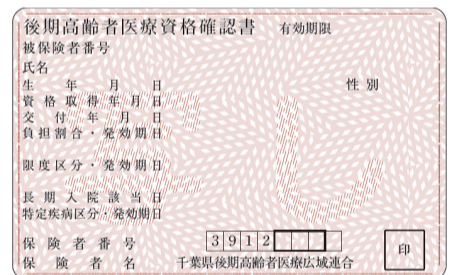 後期高齢者医療資格確認書 有効期限
被保険者番号
氏名
生年月日 性別
資格取得年月日
交付年月日
負担割合・発効期日
限度区分・発効期日
長期入院該当日
特定疾病区分・発効期日
保険者番号 3912
保険者名 千葉県後期高齢者医療広域連合 印